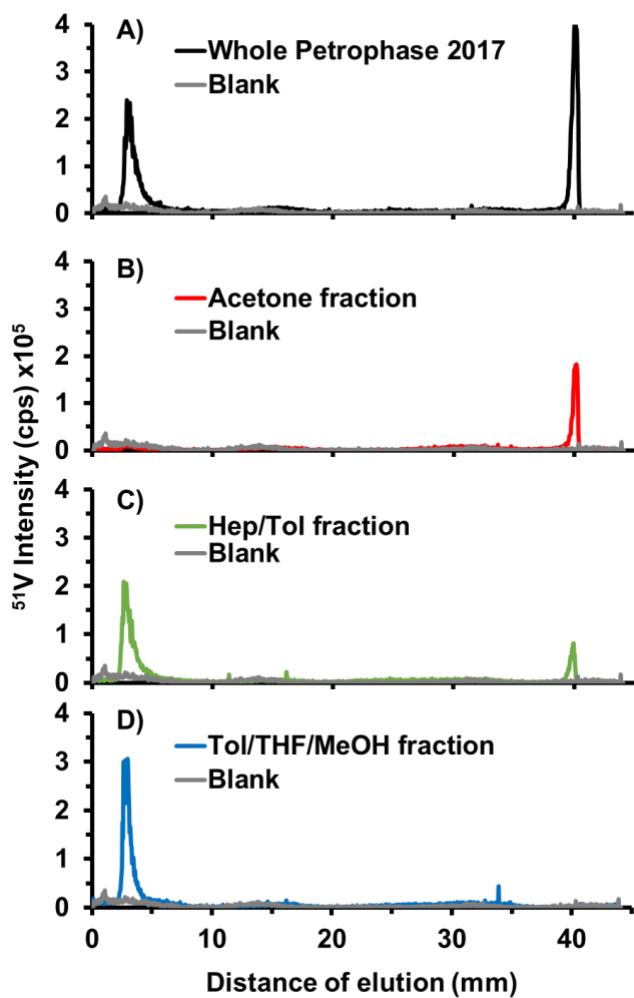 A)
Whole Petrophase 2017
Blank
4
3
2
1
0
B)
Acetone fraction
Blank
4
3
2
1
0
C)
Hep/Tol fraction
Blank
4
3
2
1
0
D)
Tol/THF/MeOH fraction
Blank
4
3
2
1
0
⁵¹V Intensity (cps) x10⁵
0 10 20 30 40
Distance of elution (mm)